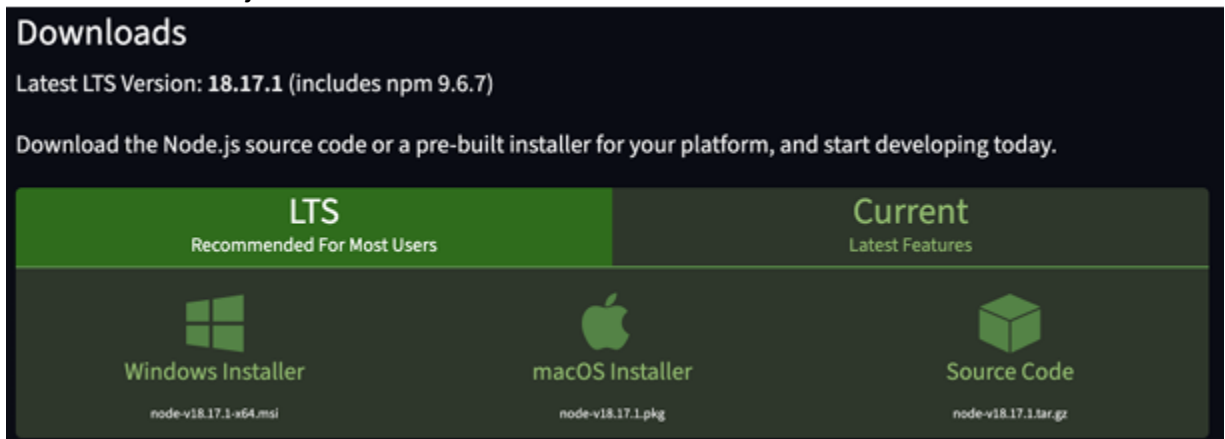 Downloads
Latest LTS Version: 18.17.1 (includes npm 9.6.7)
Download the Node.js source code or a pre-built installer for your platform, and start developing today.
LTS
Recommended For Most Users
Current
Latest Features
Windows Installer
node-v18.17.1-x64.msi
macOS Installer
node-v18.17.1.pkg
Source Code
node-v18.17.1.tar.gz